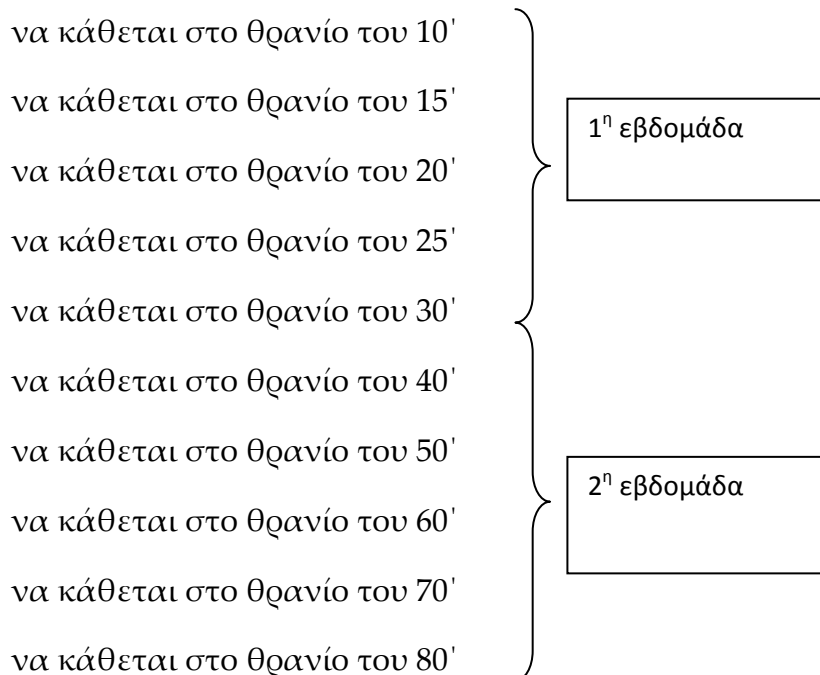 να κάθεται στο θρανίο του 10'
να κάθεται στο θρανίο του 15'
1η εβδομάδα
να κάθεται στο θρανίο του 20'
να κάθεται στο θρανίο του 25'
να κάθεται στο θρανίο του 30'
να κάθεται στο θρανίο του 40'
να κάθεται στο θρανίο του 50'
2η εβδομάδα
να κάθεται στο θρανίο του 60'
να κάθεται στο θρανίο του 70'
να κάθεται στο θρανίο του 80'